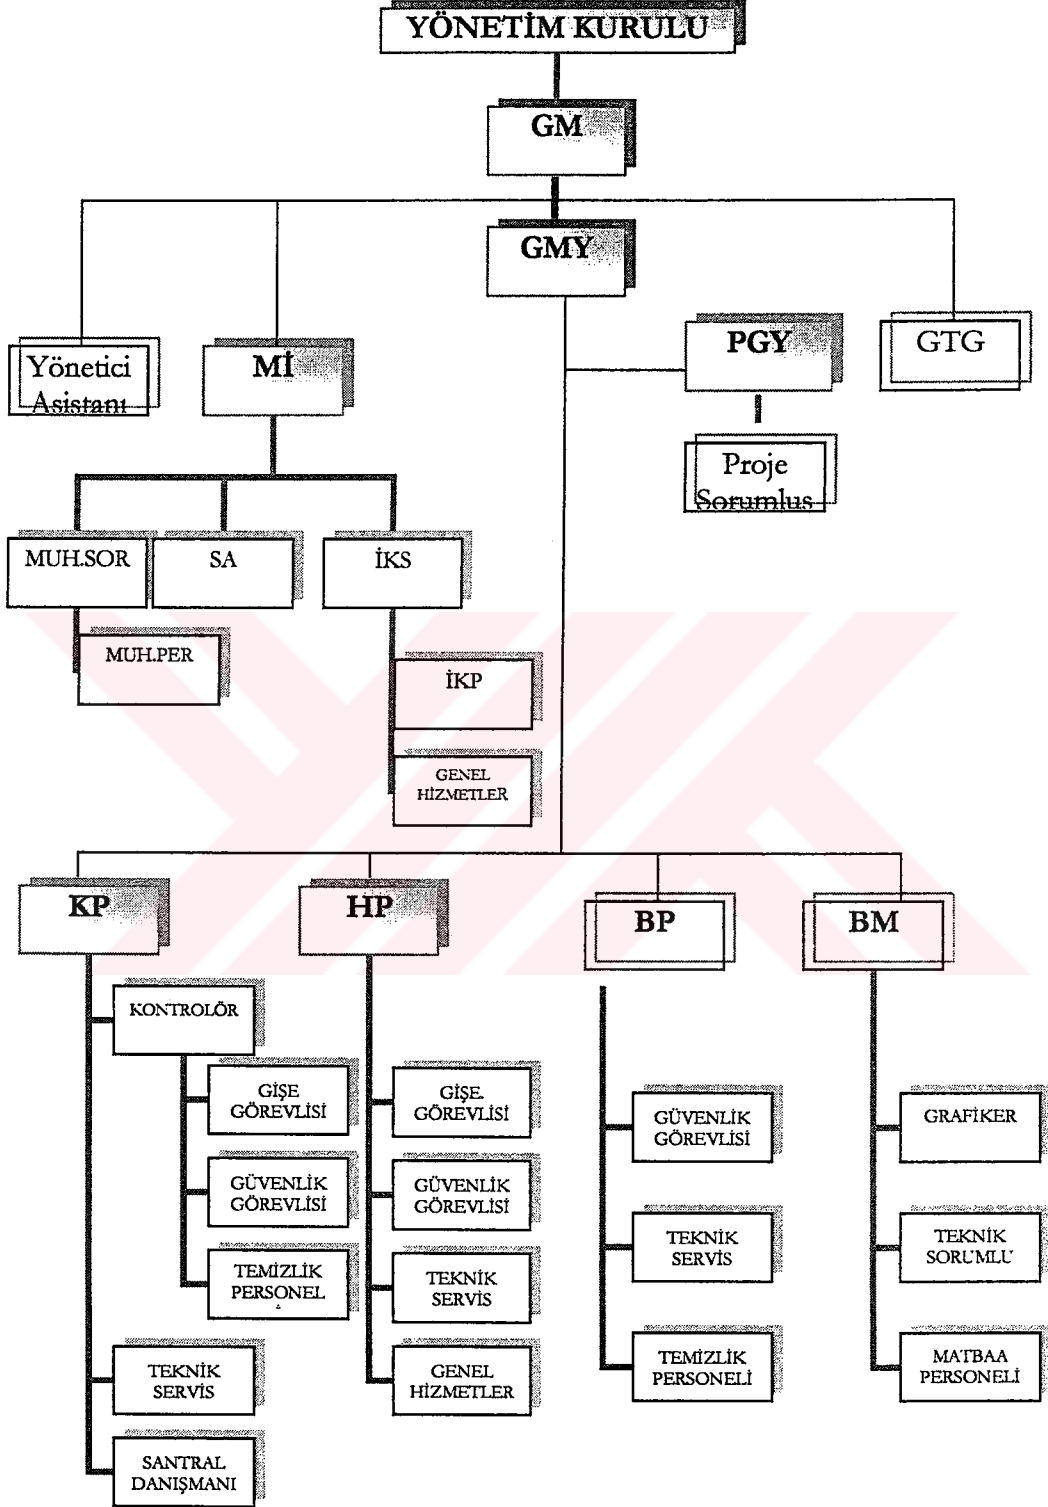 YÖNETİM KURULU
GM
GMY
Yönetici
Asistanı
Mİ
PGY
GTG
Proje
Sorumlus
MUH.SOR
SA
İKS
MUH.PER
İKP
GENEL
HİZMETLER
KP
HP
BP
BM
KONTROLÖR
GİŞE
GÖREVLİSİ
GÜVENLİK
GÖREVLİSİ
TEMİZLİK
PERSONEL
TEKNİK
SERVİS
SANTRAL
DANIŞMANI
GİŞE.
GÖREVLİSİ
GÜVENLİK
GÖREVLİSİ
TEKNİK
SERVİS
GENEL
HİZMETLER
GÜVENLİK
GÖREVLİSİ
TEKNİK
SERVİS
TEMİZLİK
PERSONELİ
GRAFİKER
TEKNİK
SORUMLU
MATBAA
PERSONELİ